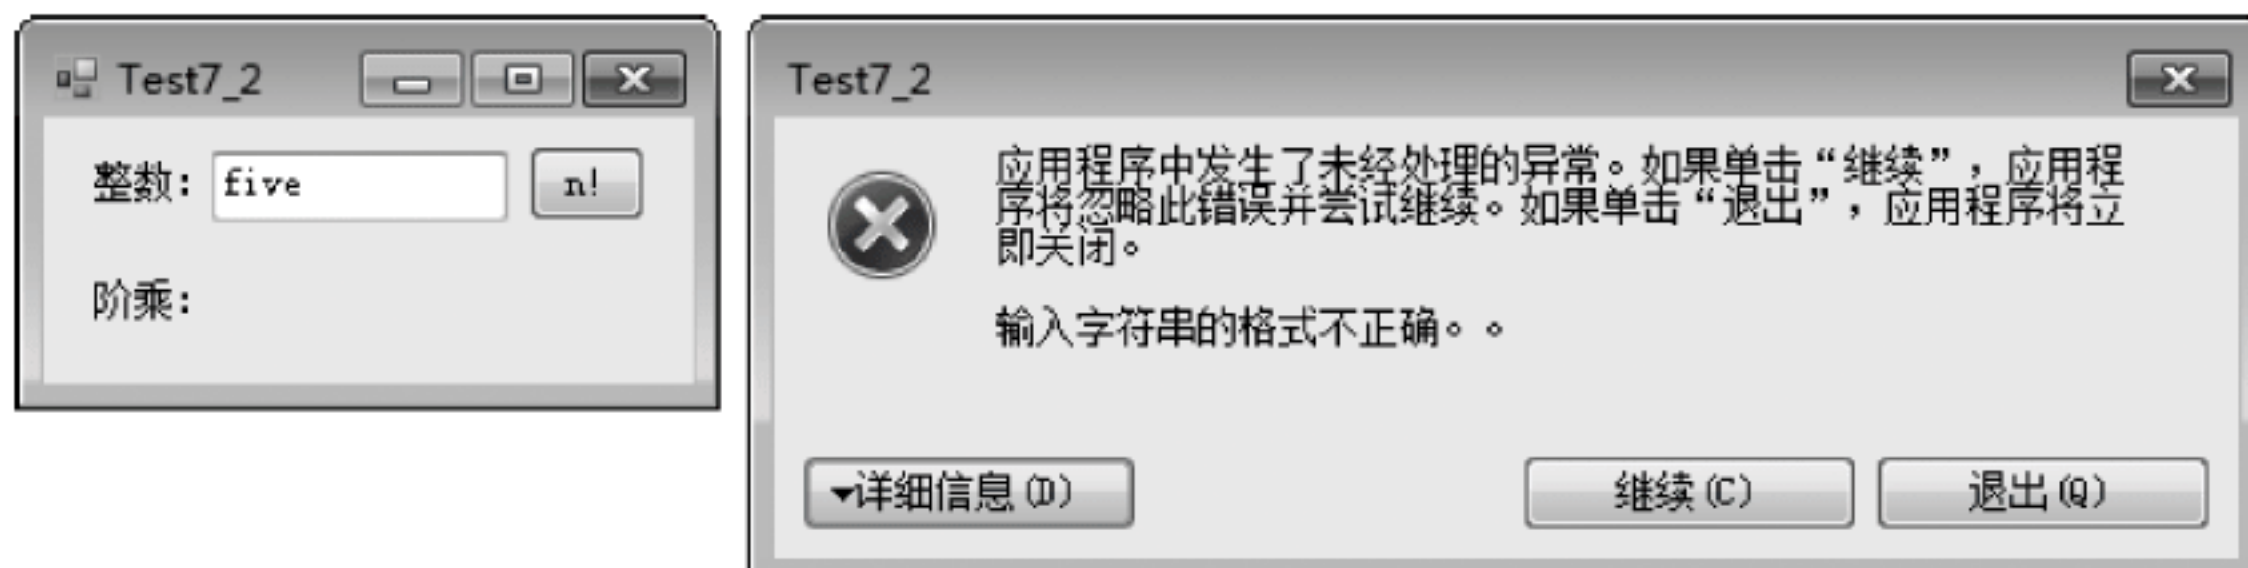 Test7_2
整数: five n!
阶乘:
Test7_2
应用程序中发生了未经处理的异常。如果单击“继续”，应用程
序将忽略此错误并尝试继续。如果单击“退出”，应用程序将立
即关闭。
输入字符串的格式不正确。。
详细信息(D) 继续(C) 退出(Q)